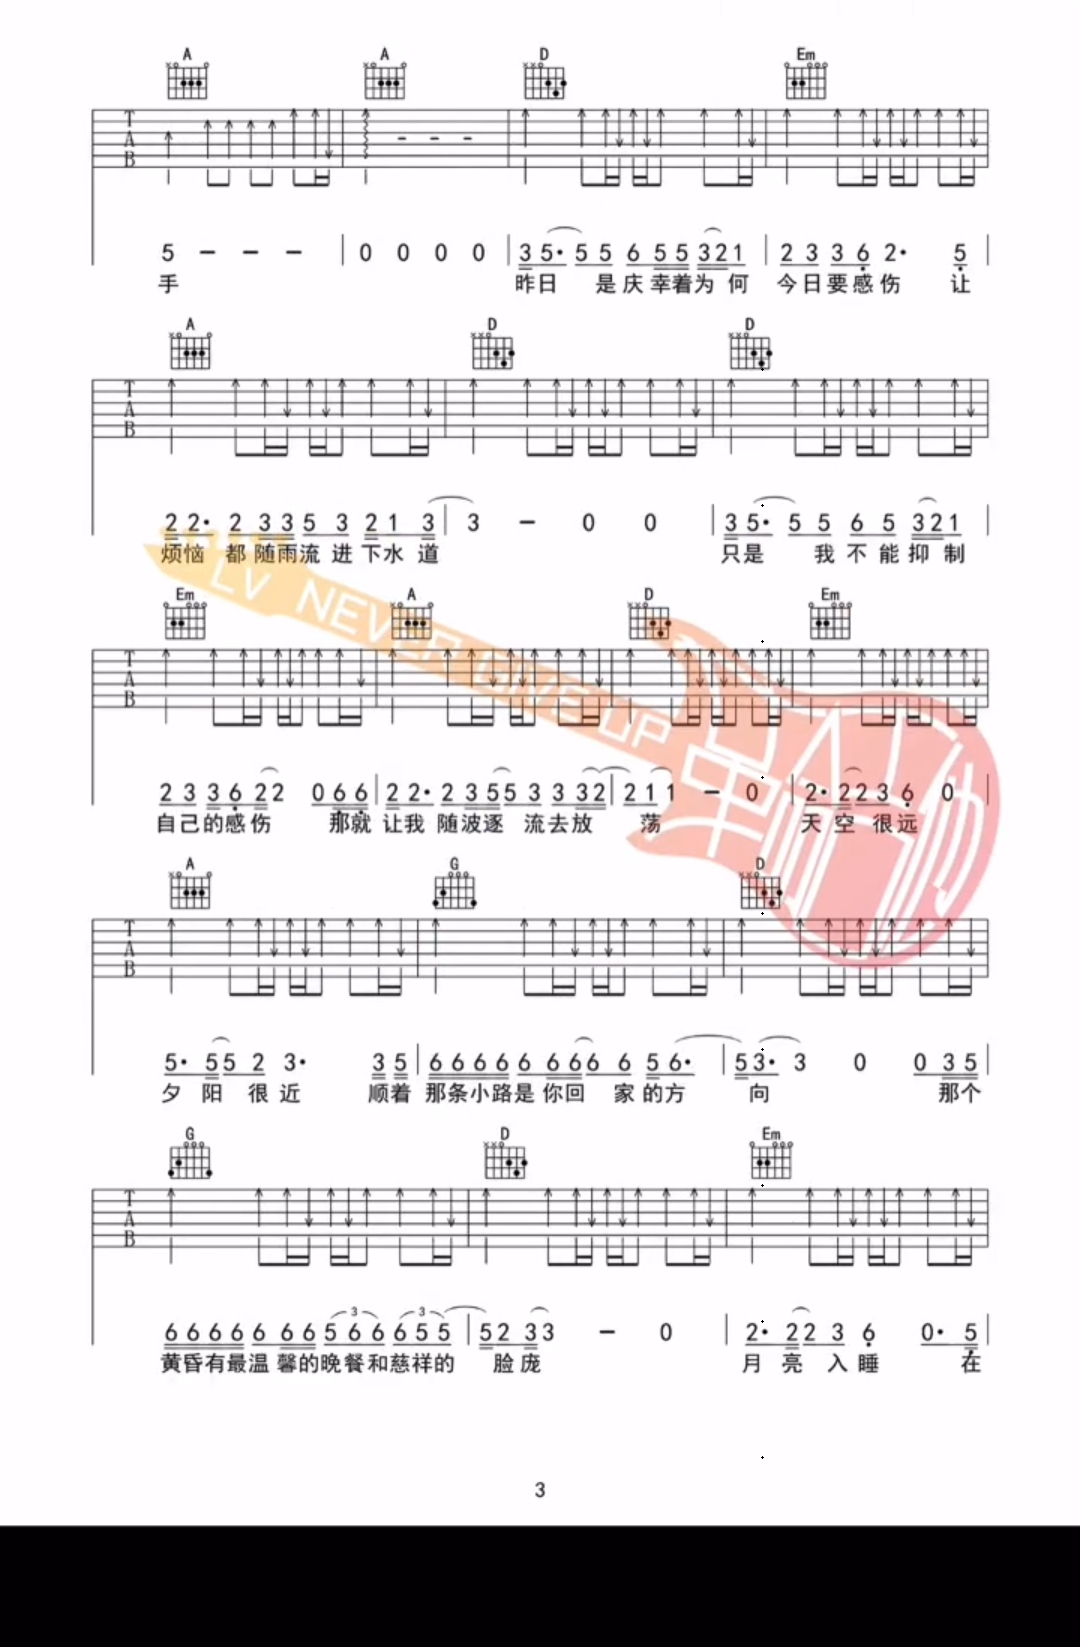 A A D Em
T
A
B
5 - - - | 0 0 0 0 | 3 5· 5 5 6 5 5 3 2 1 | 2 3 3 6 2· 5 |
手 昨日 是庆幸着为何 今日要感伤 让
A D D
T
A
B
2 2· 2 3 3 5 3 2 1 3 | 3 - 0 0 | 3 5· 5 5 6 5 3 2 1 |
烦恼 都随雨流进下水道 只是 我不能抑制
LV NEVER GIVE UP
Em A D Em
T
A
B
2 3 3 6 2 2 0 6 6 | 2 2· 2 3 5 5 3 3 3 2 | 2 1 1 - 0 | 2· 2 2 3 6 0 |
自己的感伤 那就 让我随波逐流去放 荡 天空很远
A G D
T
A
B
5· 5 5 2 3· 3 5 | 6 6 6 6 6 6 6 6 6 5 6· | 5 3· 3 0 0 3 5 |
夕阳很近 顺着 那条小路是你回家的方 向 那个
G D Em
T
A
B
3 3
6 6 6 6 6 6 6 5 6 6 6 5 5 | 5 2 3 3 - 0 | 2· 2 2 3 6 0· 5 |
黄昏有最温馨的晚餐和慈祥的 脸庞 月亮入睡 在
3